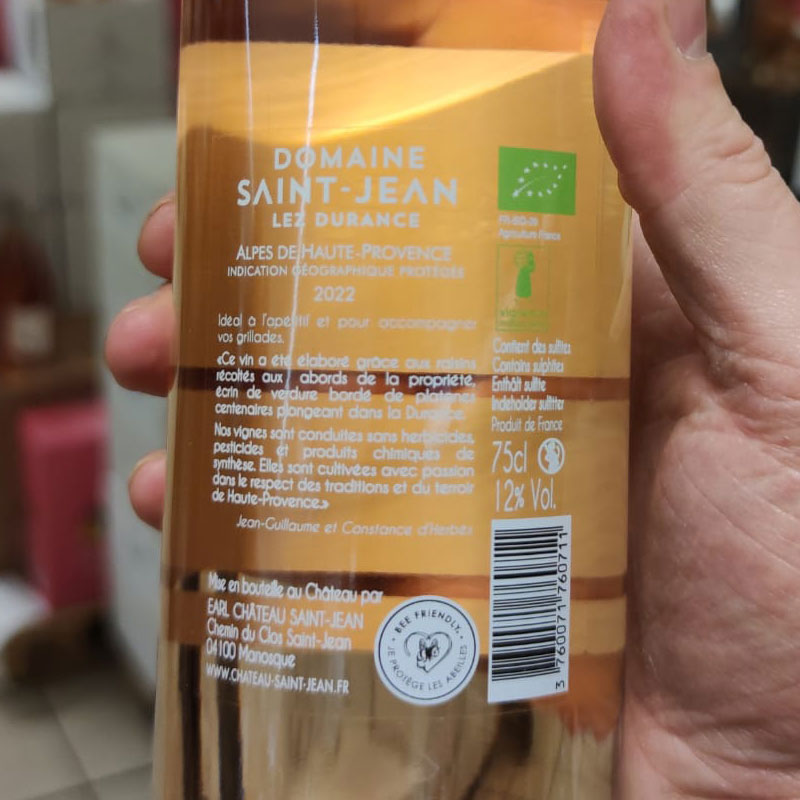 DOMAINE
SAINT-JEAN
LEZ DURANCE
ALPES DE HAUTE-PROVENCE
INDICATION GÉOGRAPHIQUE PROTÉGÉE
2022
Idéal à l'apéritif et pour accompagner
vos grillades.
«Ce vin a été élaboré grâce aux raisins
récoltés aux abords de la propriété,
écrin de verdure bordé de platanes
centenaires plongeant dans la Durance.
Nos vignes sont conduites sans herbicides,
pesticides et produits chimiques de
synthèse. Elles sont cultivées avec passion
dans le respect des traditions et du terroir
de Haute-Provence.»
Jean-Guillaume et Constance d'Herbès
Mise en bouteille au Château par
EARL CHÂTEAU SAINT-JEAN
Chemin du Clos Saint-Jean
04100 Manosque
WWW.CHATEAU-SAINT-JEAN.FR
BEE FRIENDLY
JE PROTÈGE LES ABEILLES
Agriculture France
Contient des sulfites
Contains sulphites
Enthält sulfite
Indeholder sulfitter
Produit de France
75cl
12% Vol.
3 760071 760711